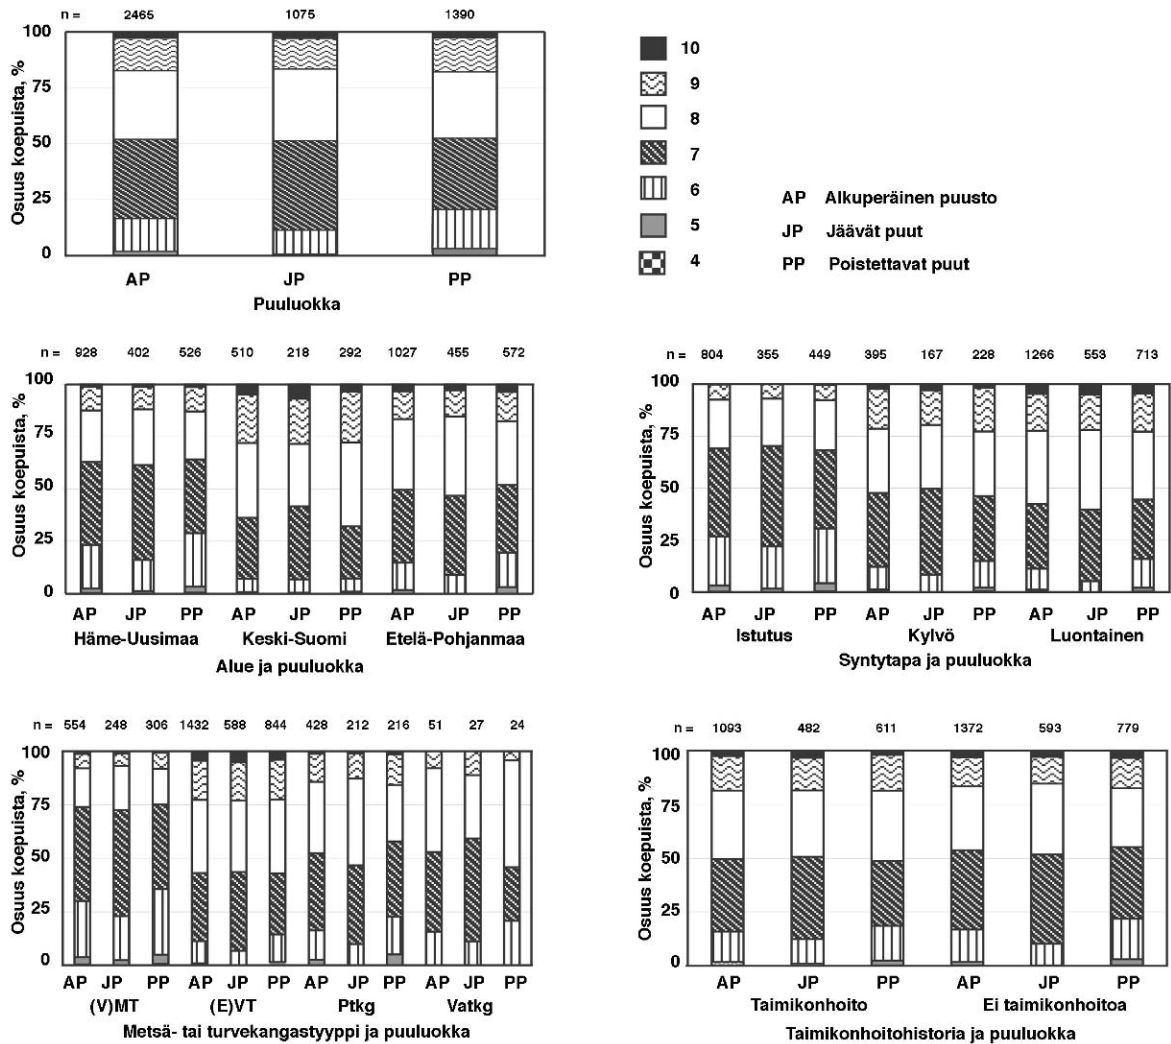 n = 2465 1075 1390
Osuus koepuista, %
100
75
50
25
0
AP JP PP
Puuluokka
10
9
8
7
6
5
4
AP Alkuperäinen puusto
JP Jäävät puut
PP Poistettavat puut
n = 928 402 526 510 218 292 1027 455 572
Osuus koepuista, %
100
75
50
25
0
AP JP PP AP JP PP AP JP PP
Häme-Uusimaa Keski-Suomi Etelä-Pohjanmaa
Alue ja puuluokka
n = 804 355 449 395 167 228 1266 553 713
Osuus koepuista, %
100
75
50
25
0
AP JP PP AP JP PP AP JP PP
Istutus Kylvö Luontainen
Syntytapa ja puuluokka
n = 554 248 306 1432 588 844 428 212 216 51 27 24
Osuus koepuista, %
100
75
50
25
0
AP JP PP AP JP PP AP JP PP AP JP PP
(V)MT (E)VT Ptkg Vatkg
Metsä- tai turvekangastyyppi ja puuluokka
n = 1093 482 611 1372 593 779
Osuus koepuista, %
100
75
50
25
0
AP JP PP AP JP PP
Taimikonhoito Ei taimikonhoitoa
Taimikonhoitohistoria ja puuluokka